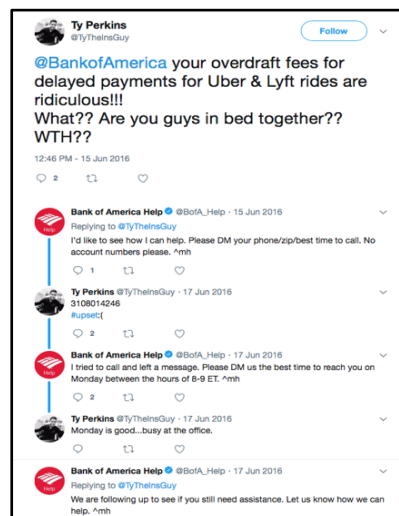 Ty Perkins
@TyTheInsGuy
Follow
@BankofAmerica your overdraft fees for
delayed payments for Uber & Lyft rides are
ridiculous!!!
What?? Are you guys in bed together??
WTH??
12:46 PM - 15 Jun 2016
2
Bank of America Help @BofA_Help · 15 Jun 2016
Replying to @TyTheInsGuy
I'd like to see how I can help. Please DM your phone/zip/best time to call. No
account numbers please. ^mh
1
Help
Ty Perkins @TyTheInsGuy · 17 Jun 2016
3108014246
#upset:(
2
Bank of America Help @BofA_Help · 17 Jun 2016
I tried to call and left a message. Please DM us the best time to reach you on
Monday between the hours of 8-9 ET. ^mh
Help
2
Ty Perkins @TyTheInsGuy · 17 Jun 2016
Monday is good...busy at the office.
Bank of America Help @BofA_Help · 17 Jun 2016
Replying to @TyTheInsGuy
Help
We are following up to see if you still need assistance. Let us know how we can
help. ^mh